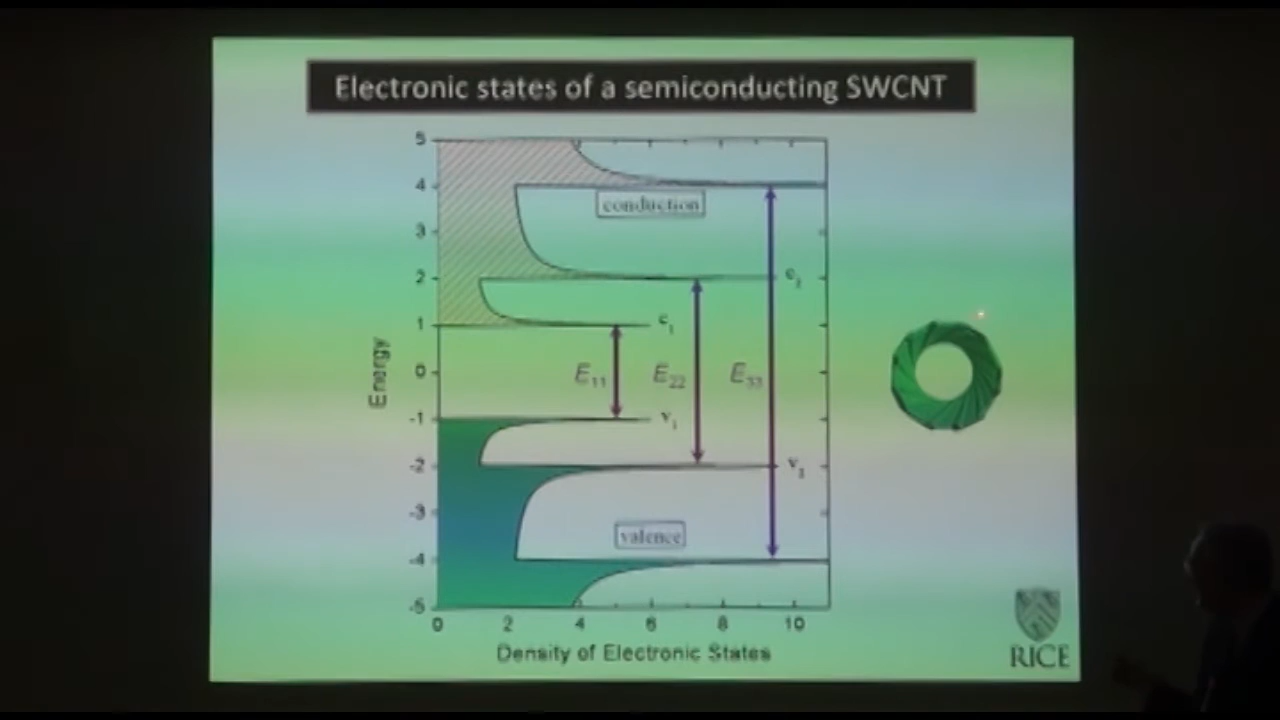 Electronic states of a semiconducting SWCNT
5
4
conduction
3
2
c₂
1
c₁
Energy
0
E₁₁
E₂₂
E₃₃
-1
v₁
-2
v₂
-3
valence
-4
-5
0 2 4 6 8 10
Density of Electronic States
RICE